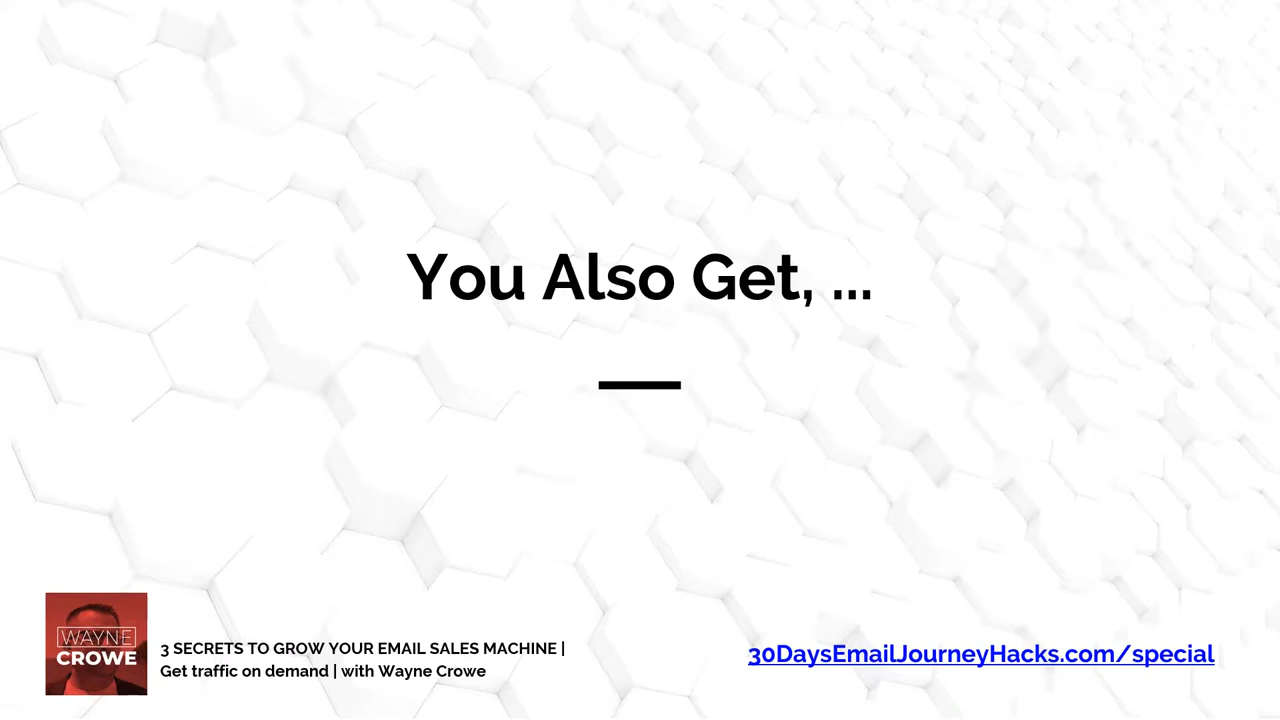 You Also Get, ...
WAYNE
CROWE
3 SECRETS TO GROW YOUR EMAIL SALES MACHINE |
Get traffic on demand | with Wayne Crowe
30DaysEmailJourneyHacks.com/special